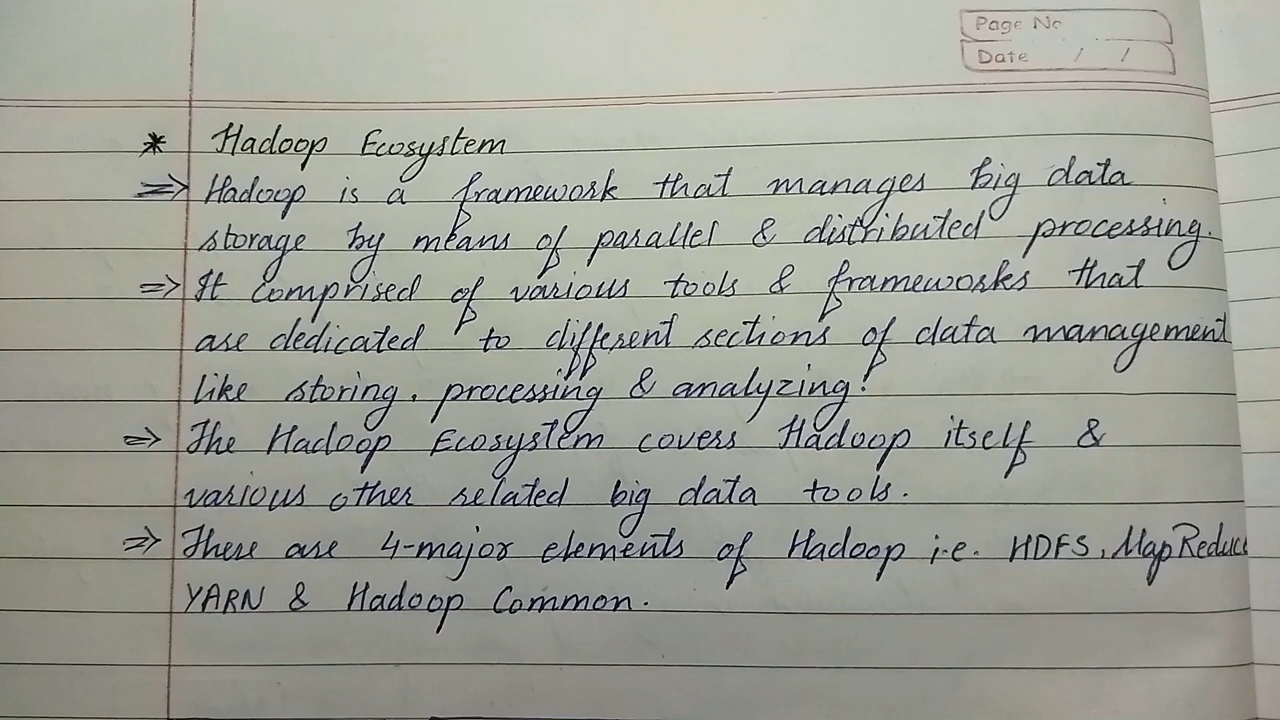 Page No
Date / /
* Hadoop Ecosystem
⇒ Hadoop is a framework that manages big data
storage by means of parallel & distributed processing.
⇒ It comprised of various tools & frameworks that
are dedicated to different sections of data management
like storing, processing & analyzing.
⇒ The Hadoop Ecosystem covers Hadoop itself &
various other related big data tools.
⇒ There are 4-major elements of Hadoop i.e. HDFS, MapReduce
YARN & Hadoop Common.